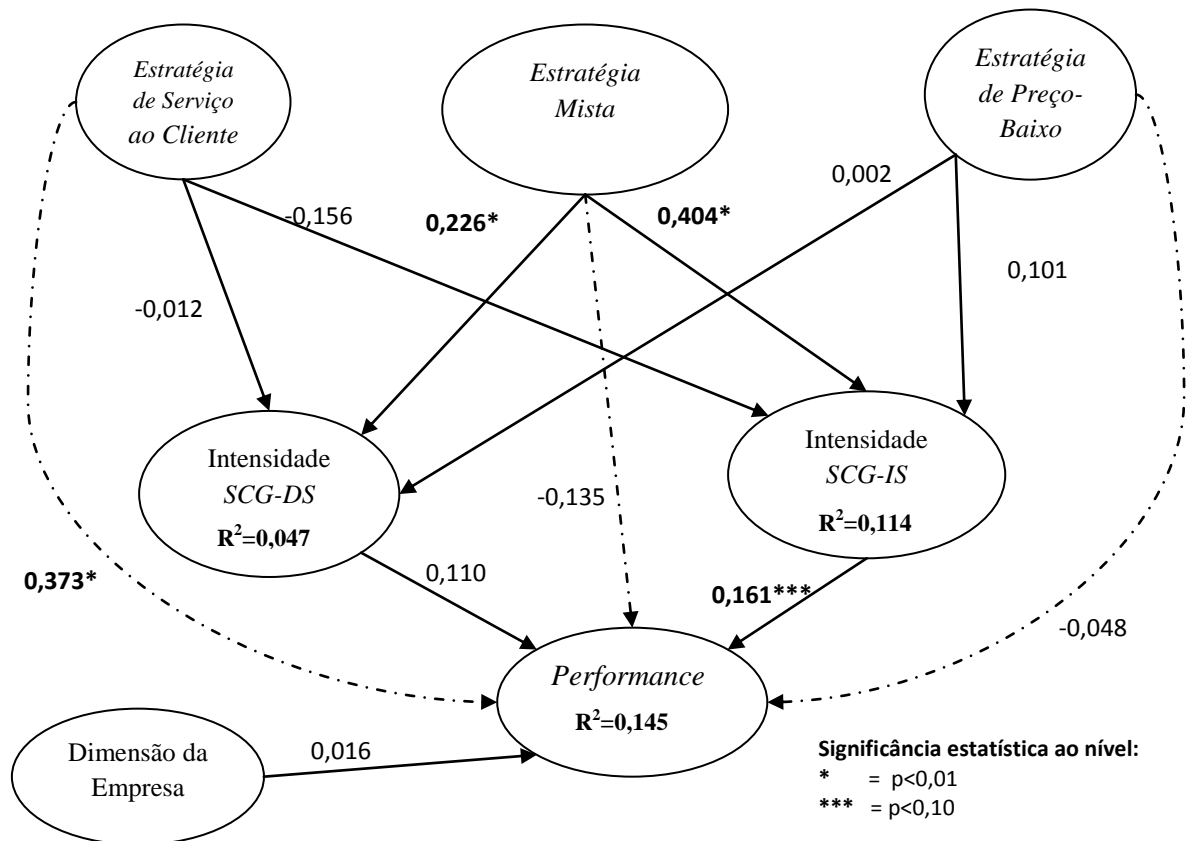 Estratégia
de Serviço
ao Cliente
Estratégia
Mista
Estratégia
de Preço-
Baixo
-0,156
0,226*
0,404*
0,002
-0,012
0,101
Intensidade
SCG-DS
R²=0,047
Intensidade
SCG-IS
R²=0,114
-0,135
0,373*
0,110
0,161***
-0,048
Performance
R²=0,145
Dimensão da
Empresa
0,016
Significância estatística ao nível:
* = p<0,01
*** = p<0,10